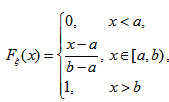 F_ξ(x) = { 0, x < a,
(x − a)/(b − a), x ∈ [a, b),
1, x > b